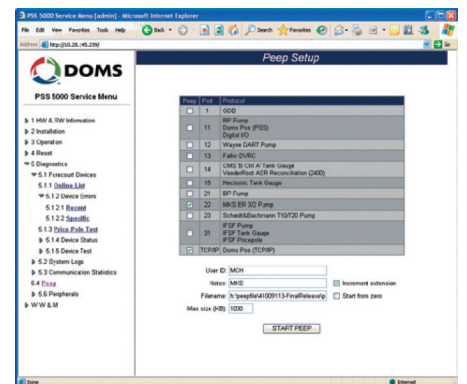 PSS 5000 Service Menu [admin] - Microsoft Internet Explorer
File Edit View Favorites Tools Help
Back Search Favorites
Address
Go
DOMS
PSS 5000 Service Menu
1 HW & SW Information
2 Installation
3 Operation
4 Reset
5 Diagnostics
5.1 Forecourt Devices
5.1.1 Online List
5.1.2 Device Errors
5.1.2.1 Recent
5.1.2.2 Specific
5.1.3 Price Pole Test
5.1.4 Device Status
5.1.5 Device Test
5.2 System Logs
5.3 Communication Statistics
5.4 Peep
5.5 Peripherals
W W & M
Peep Setup
Peep Port Protocol
1
11 BP Pump
Doms Pos (PSS)
Digital I/O
12 Wayne DART Pump
13 Fafnir DVRC
14 Tank Gauge
VeederRoot ASR Reconciliation (2400)
15 Hectronic Tank Gauge
21 BP Pump
22 MKS ER 3/2 Pump
23 Scheidt&Bachmann T10/T20 Pump
31 IFSF Pump
IFSF Tank Gauge
IFSF Pricepole
TCP/IP Doms Pos (TCP/IP)
User ID: MCH
Notes: MKS
Increment extension
Filename: h:\peepfile\41009113-FinalRelease\p
Start from zero
Max size (KB): 1000
START PEEP
Done
Internet